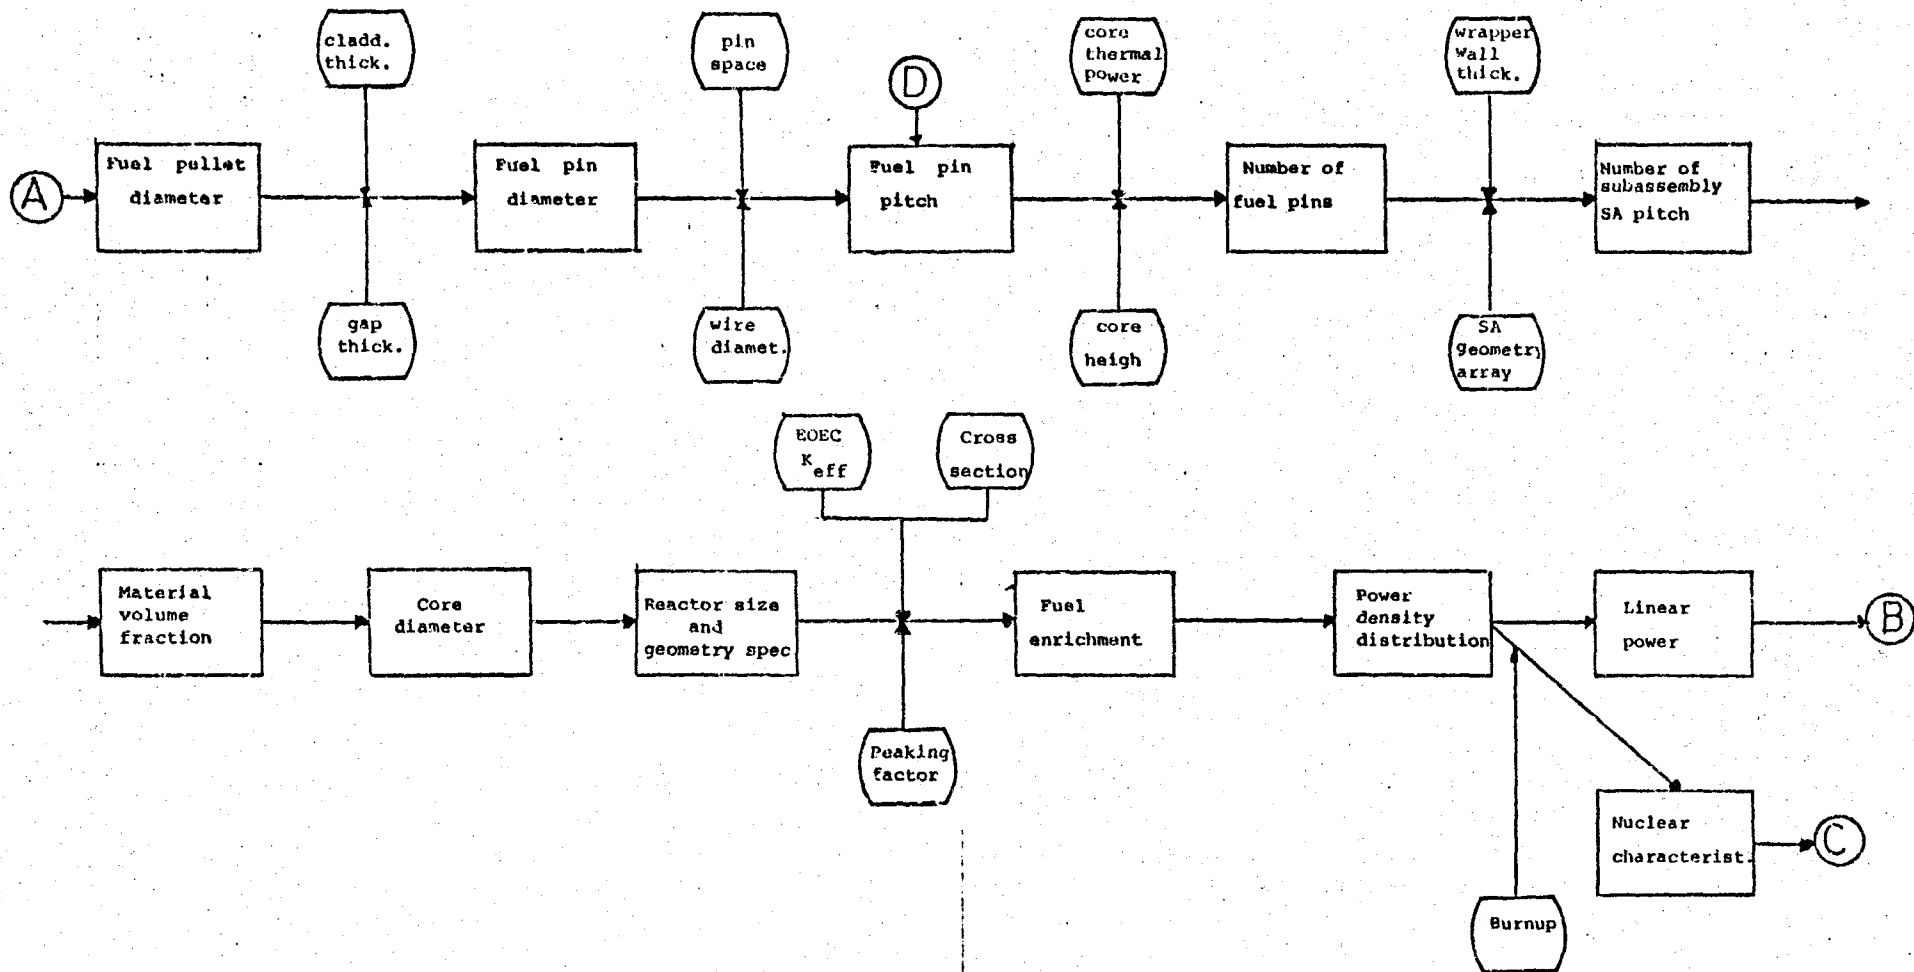 cladd.
thick.
pin
space
D
core
thermal
power
wrapper
Wall
thick.
A
Fuel pullet
diameter
Fuel pin
diameter
Fuel pin
pitch
Number of
fuel pins
Number of
subassembly
SA pitch
gap
thick.
wire
diamet.
core
heigh
SA
geometry
array
EOEC
Keff
Cross
section
Material
volume
fraction
Core
diameter
Reactor size
and
geometry spec
Fuel
enrichment
Power
density
distribution
Linear
power
B
Peaking
factor
Nuclear
characterist.
C
Burnup